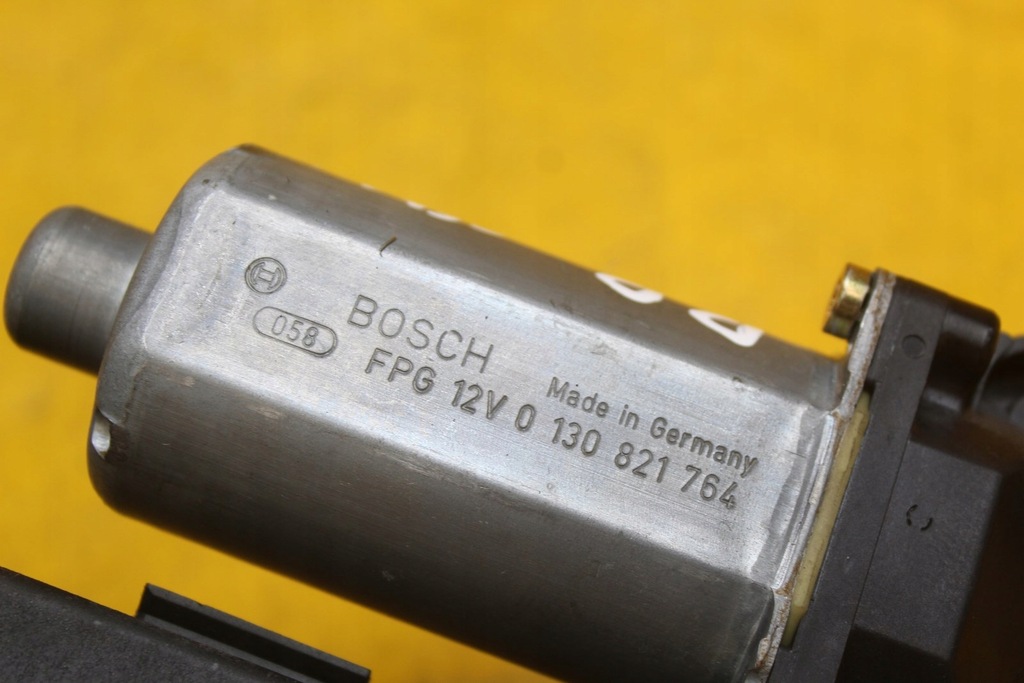 BOSCH
058
Made in Germany
FPG 12V 0 130 821 764